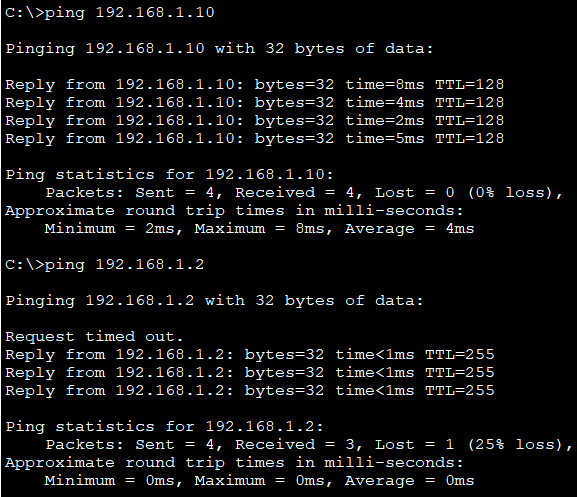 C:\>ping 192.168.1.10
Pinging 192.168.1.10 with 32 bytes of data:
Reply from 192.168.1.10: bytes=32 time=8ms TTL=128
Reply from 192.168.1.10: bytes=32 time=4ms TTL=128
Reply from 192.168.1.10: bytes=32 time=2ms TTL=128
Reply from 192.168.1.10: bytes=32 time=5ms TTL=128
Ping statistics for 192.168.1.10:
    Packets: Sent = 4, Received = 4, Lost = 0 (0% loss),
Approximate round trip times in milli-seconds:
    Minimum = 2ms, Maximum = 8ms, Average = 4ms
C:\>ping 192.168.1.2
Pinging 192.168.1.2 with 32 bytes of data:
Request timed out.
Reply from 192.168.1.2: bytes=32 time<1ms TTL=255
Reply from 192.168.1.2: bytes=32 time<1ms TTL=255
Reply from 192.168.1.2: bytes=32 time<1ms TTL=255
Ping statistics for 192.168.1.2:
    Packets: Sent = 4, Received = 3, Lost = 1 (25% loss),
Approximate round trip times in milli-seconds:
    Minimum = 0ms, Maximum = 0ms, Average = 0ms